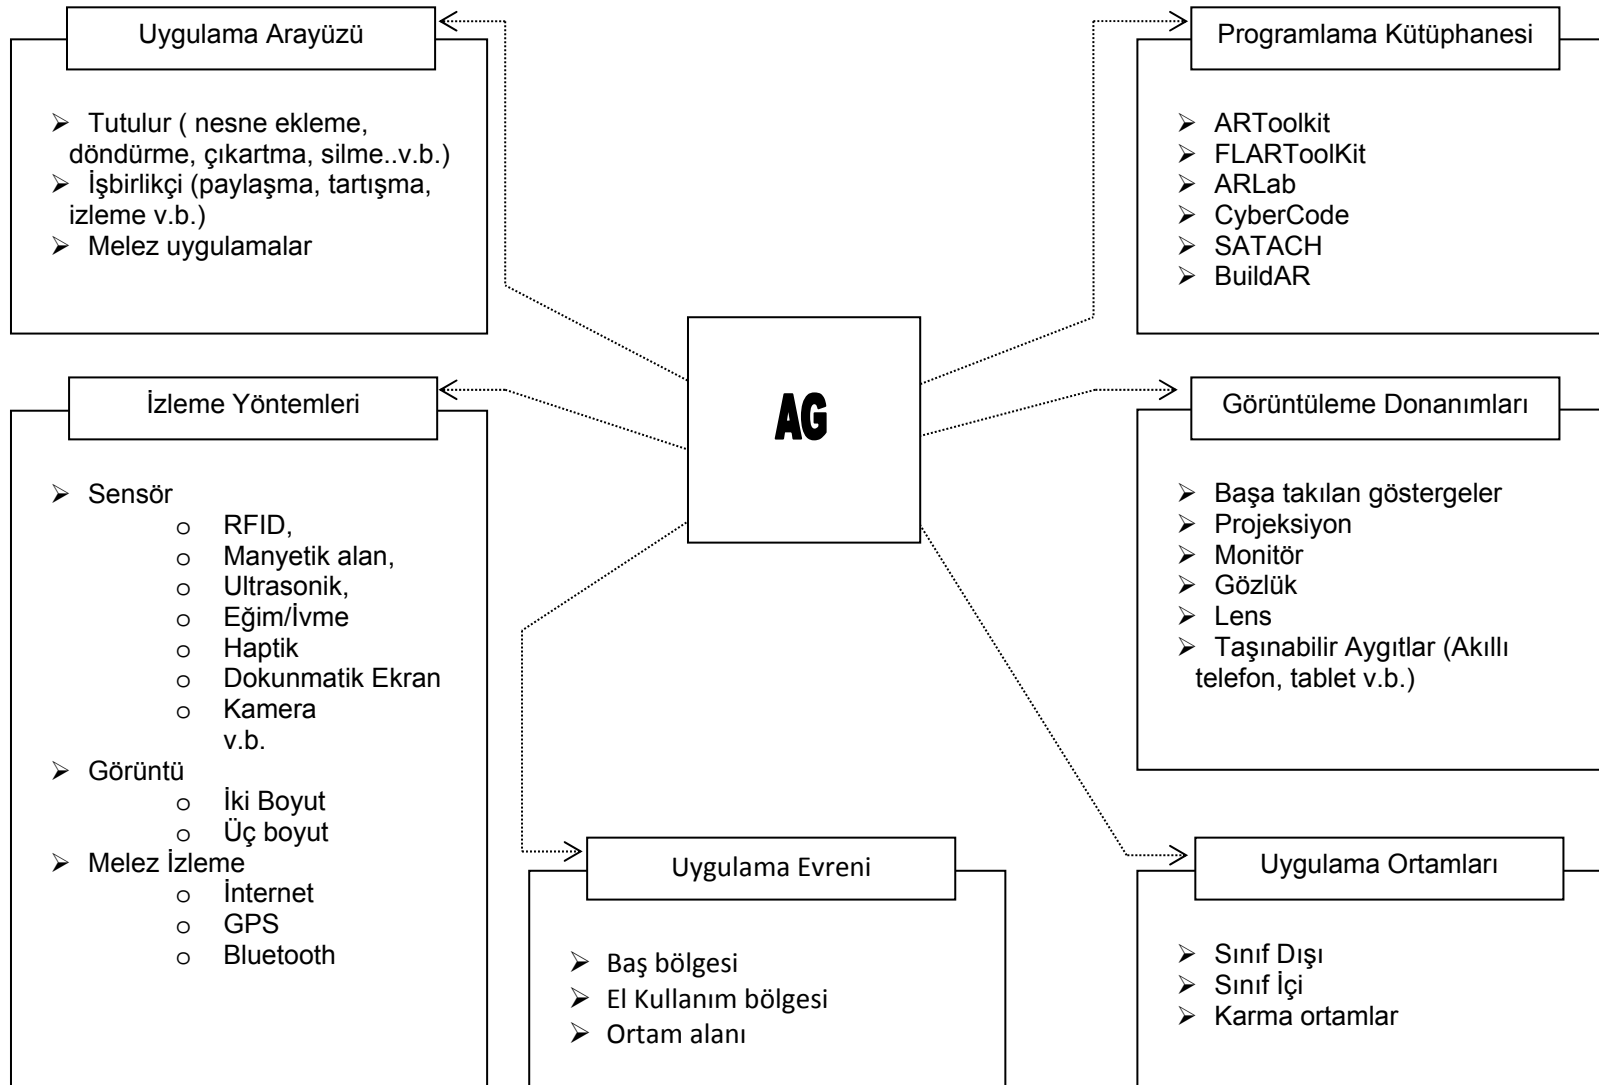 Uygulama Arayüzü
Tutulur ( nesne ekleme,
döndürme, çıkartma, silme..v.b.)
İşbirlikçi (paylaşma, tartışma,
izleme v.b.)
Melez uygulamalar
Programlama Kütüphanesi
ARToolkit
FLARToolKit
ARLab
CyberCode
SATACH
BuildAR
AG
İzleme Yöntemleri
Sensör
RFID,
Manyetik alan,
Ultrasonik,
Eğim/İvme
Haptik
Dokunmatik Ekran
Kamera
v.b.
Görüntü
İki Boyut
Üç boyut
Melez İzleme
İnternet
GPS
Bluetooth
Görüntüleme Donanımları
Başa takılan göstergeler
Projeksiyon
Monitör
Gözlük
Lens
Taşınabilir Aygıtlar (Akıllı
telefon, tablet v.b.)
Uygulama Evreni
Baş bölgesi
El Kullanım bölgesi
Ortam alanı
Uygulama Ortamları
Sınıf Dışı
Sınıf İçi
Karma ortamlar